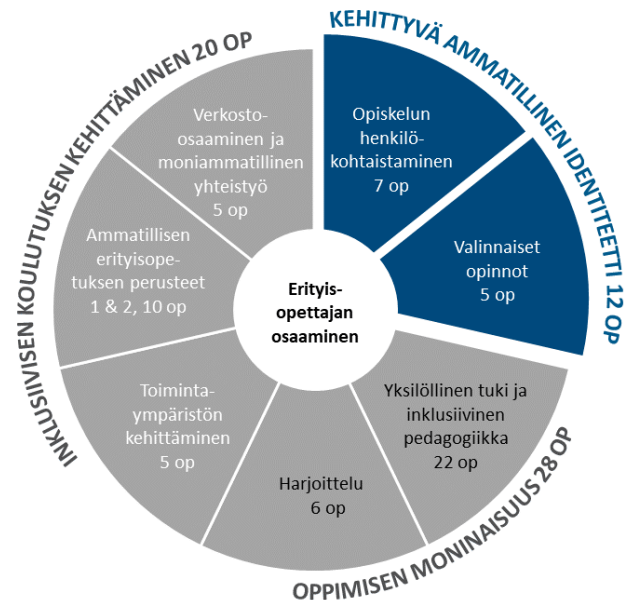 KEHITTYVÄ AMMATILLINEN IDENTITEETTI 12 OP
Opiskelun
henkilö-
kohtaistaminen
7 op
Valinnaiset
opinnot
5 op
OPPIMISEN MONINAISUUS 28 OP
Yksilöllinen tuki ja
inklusiivinen
pedagogiikka
22 op
Harjoittelu
6 op
INKLUSIIVISEN KOULUTUKSEN KEHITTÄMINEN 20 OP
Toiminta-
ympäristön
kehittäminen
5 op
Ammatillisen
erityisope-
tuksen perusteet
1 & 2, 10 op
Verkosto-
osaaminen ja
moniammatillinen
yhteistyö
5 op
Erityis-
opettajan
osaaminen